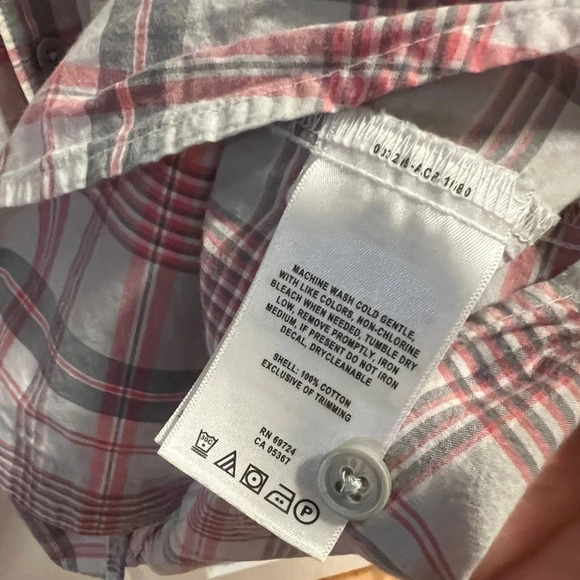 MACHINE WASH COLD GENTLE,
WITH LIKE COLORS, NON-CHLORINE
BLEACH WHEN NEEDED, TUMBLE DRY
LOW, REMOVE PROMPTLY, IRON
MEDIUM. IF PRESENT DO NOT IRON
DECAL, DRYCLEANABLE
SHELL: 100% COTTON
EXCLUSIVE OF TRIMMING
RN 69724
CA 05367
30C
P